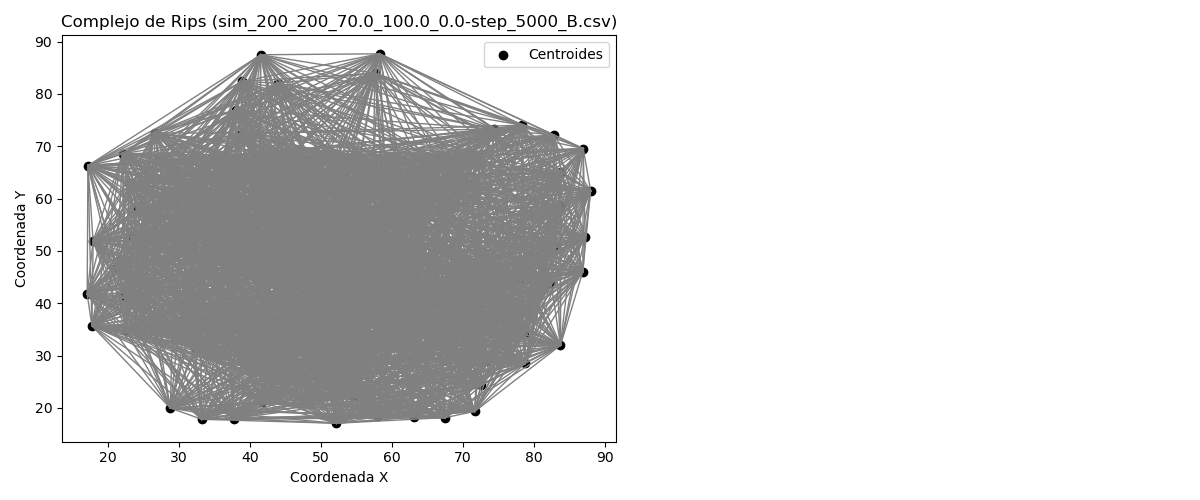 Complejo de Rips (sim_200_200_70.0_100.0_0.0-step_5000_B.csv)
Centroides
90
80
70
60
50
40
30
20
Coordenada Y
20 30 40 50 60 70 80 90
Coordenada X